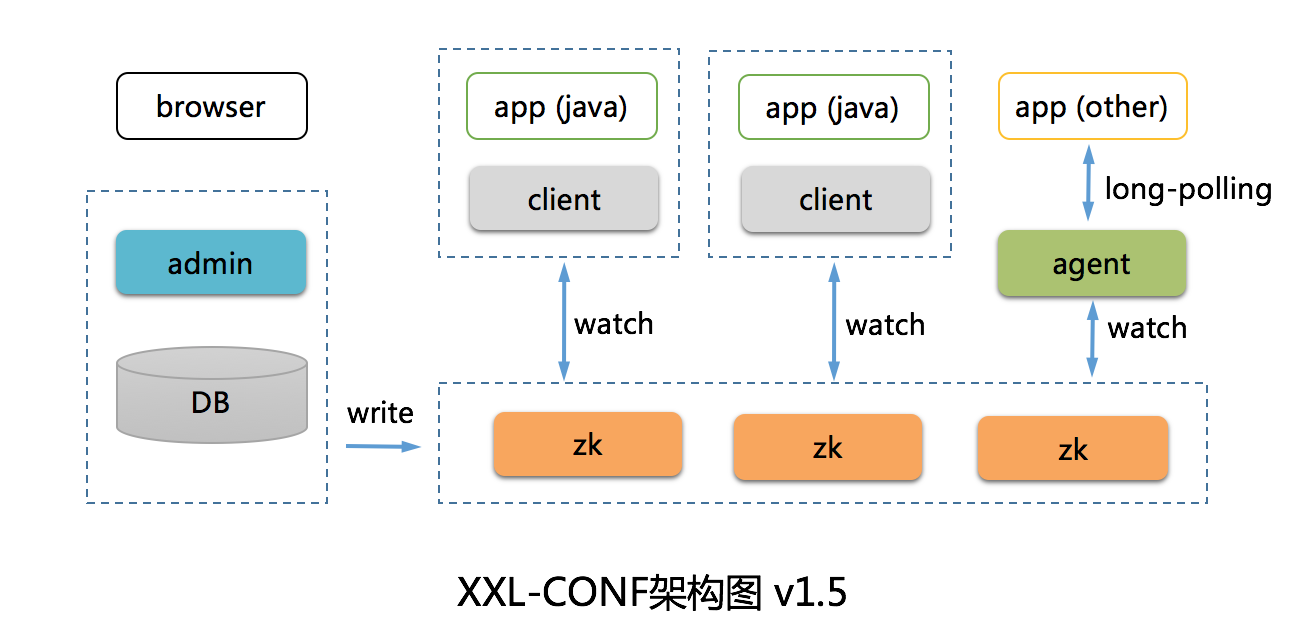 browser
app (java)
app (java)
app (other)
client
client
long-polling
admin
agent
watch
watch
watch
DB
write
zk
zk
zk
XXL-CONF架构图 v1.5